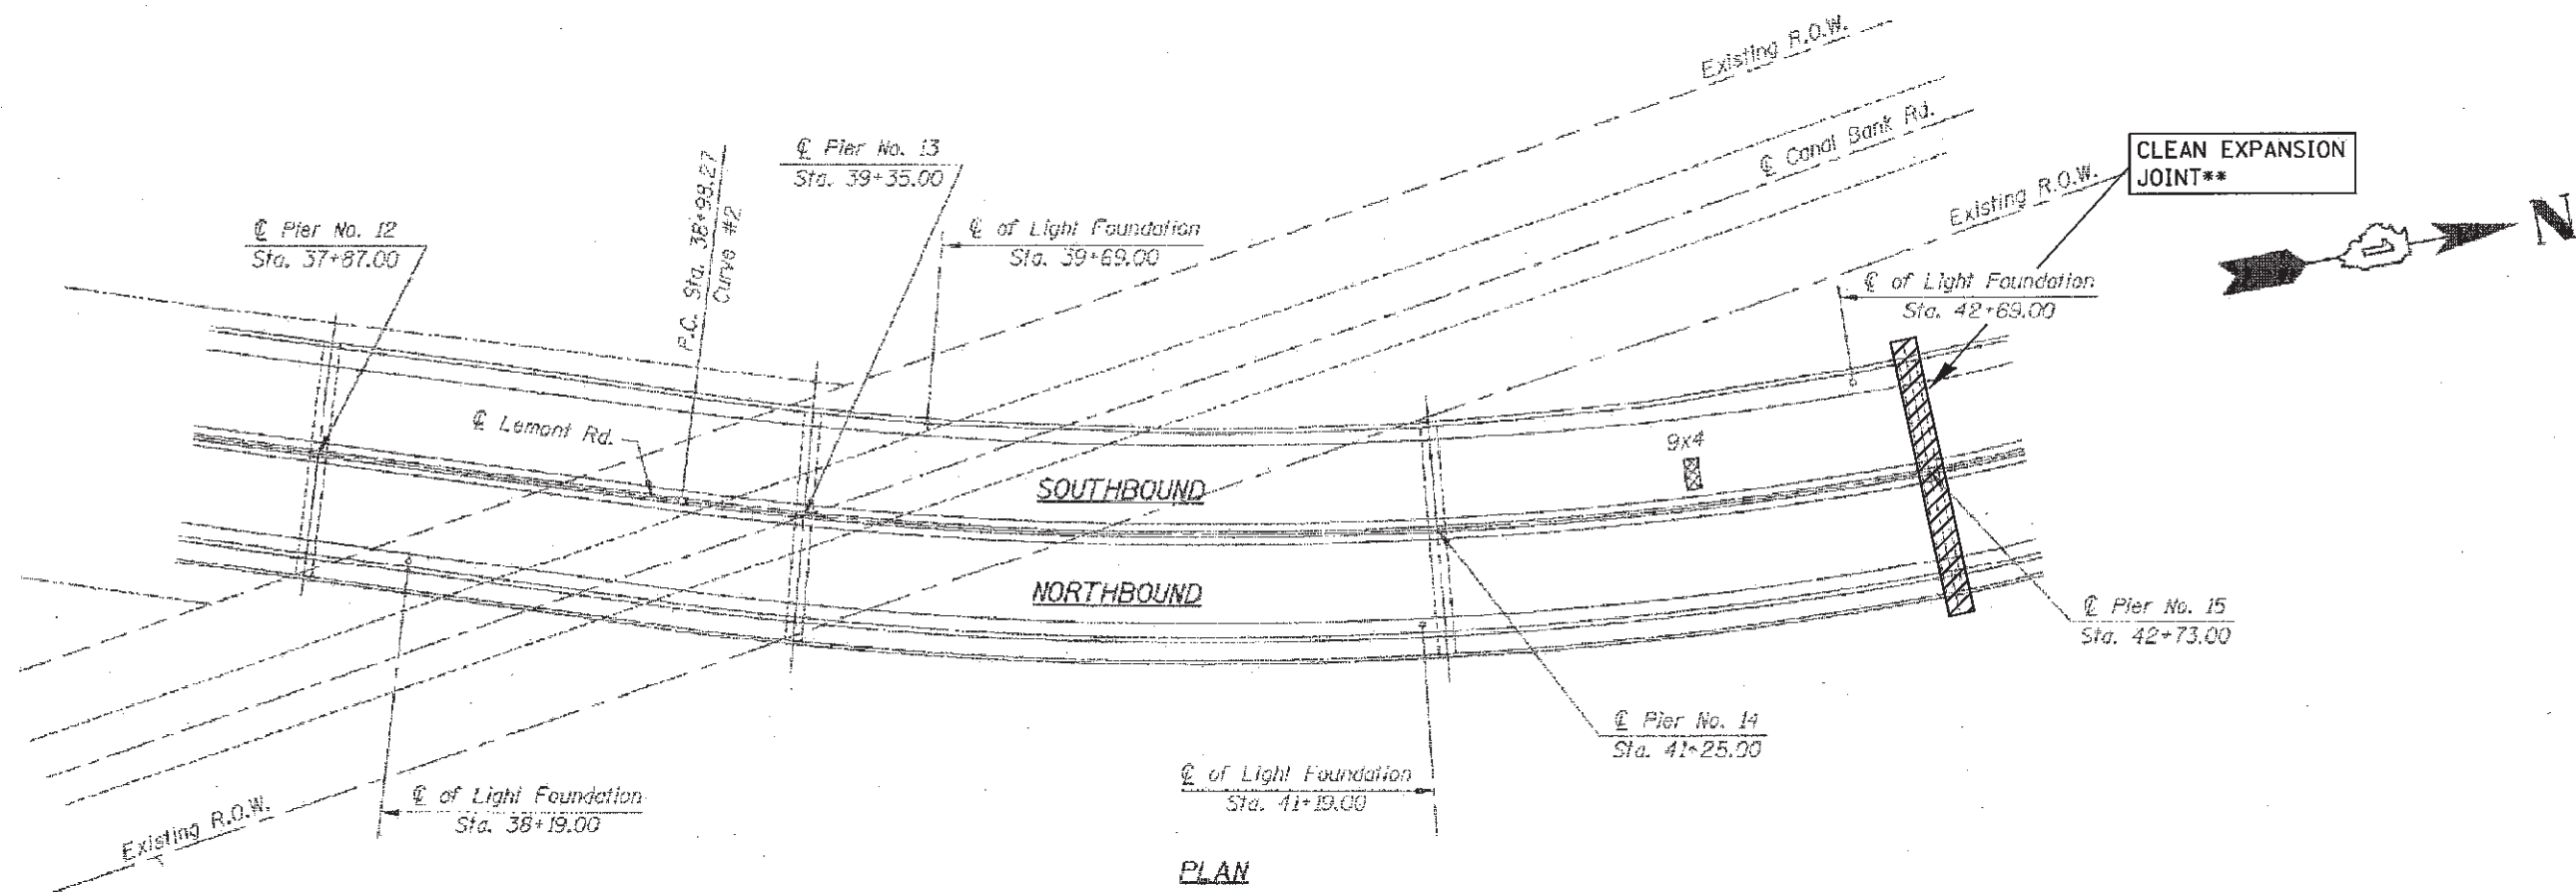 Existing R.O.W.
℄ Canal Bank Rd.
Existing R.O.W.
CLEAN EXPANSION
JOINT**
N
℄ Pier No. 13
Sta. 39+35.00
P.C. Sta. 38+98.27
Curve #2
℄ Pier No. 12
Sta. 37+87.00
℄ of Light Foundation
Sta. 39+69.00
℄ of Light Foundation
Sta. 42+69.00
℄ Lemont Rd.
9x4
SOUTHBOUND
NORTHBOUND
℄ Pier No. 15
Sta. 42+73.00
℄ Pier No. 14
Sta. 41+25.00
℄ of Light Foundation
Sta. 41+19.00
℄ of Light Foundation
Sta. 38+19.00
Existing R.O.W.
PLAN